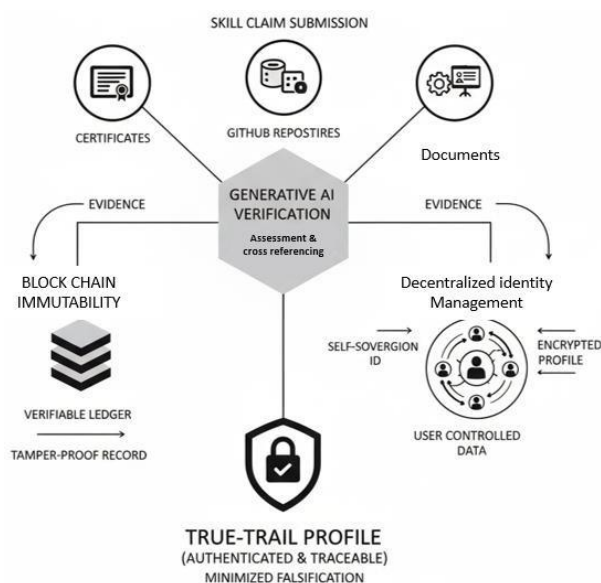 SKILL CLAIM SUBMISSION
CERTIFICATES
GITHUB REPOSTIRES
Documents
GENERATIVE AI
VERIFICATION
Assessment &
cross referencing
EVIDENCE
EVIDENCE
BLOCK CHAIN
IMMUTABILITY
Decentralized identity
Management
SELF-SOVERGION
ID
ENCRYPTED
PROFILE
VERIFIABLE LEDGER
TAMPER-PROOF RECORD
USER CONTROLLED
DATA
TRUE-TRAIL PROFILE
(AUTHENTICATED & TRACEABLE)
MINIMIZED FALSIFICATION